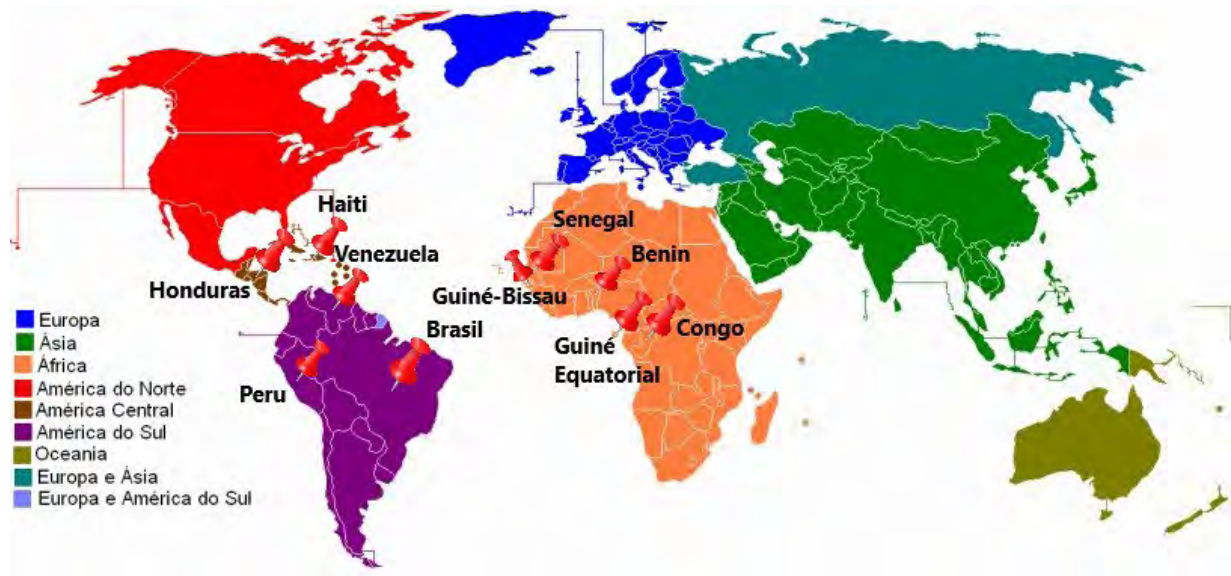 Haiti
Venezuela
Honduras
Brasil
Peru
Senegal
Benin
Guiné-Bissau
Guiné
Equatorial
Congo
Europa
Ásia
África
América do Norte
América Central
América do Sul
Oceania
Europa e Ásia
Europa e América do Sul